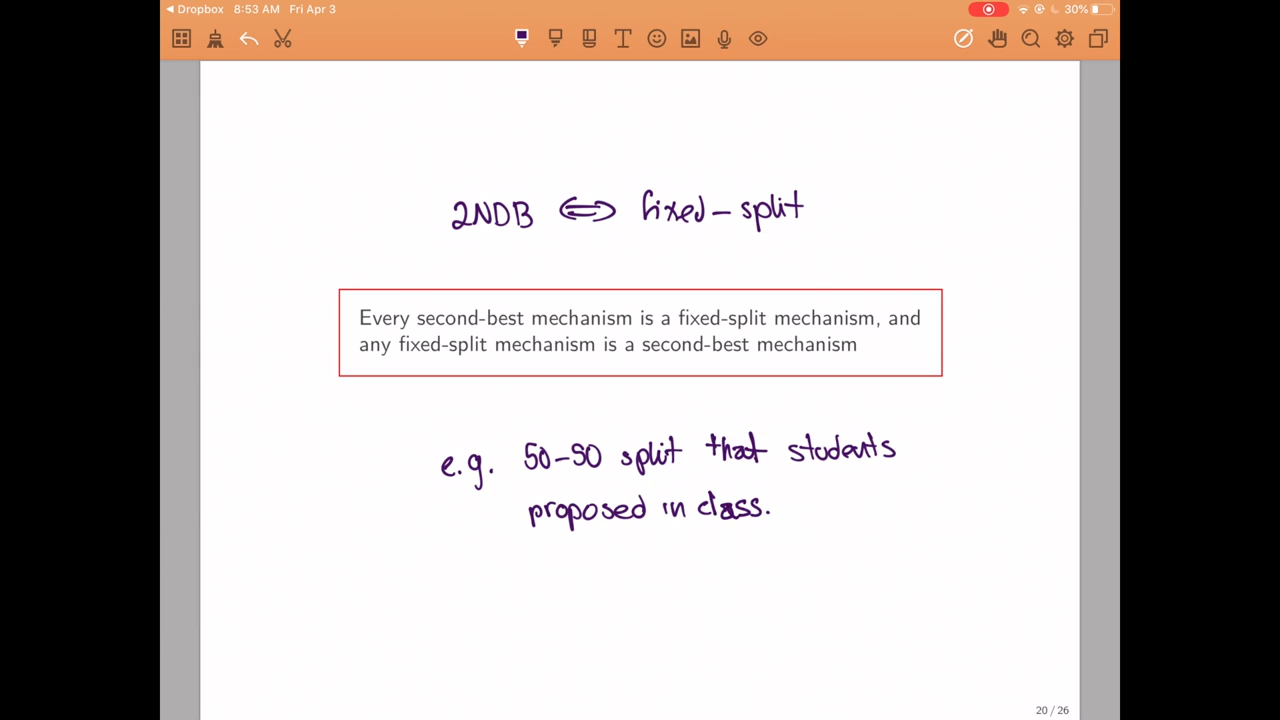 Dropbox 8:53 AM Fri Apr 3 30%
2NDB ⟺ fixed-split
Every second-best mechanism is a fixed-split mechanism, and
any fixed-split mechanism is a second-best mechanism
e.g. 50-50 split that students
proposed in class.
20 / 26